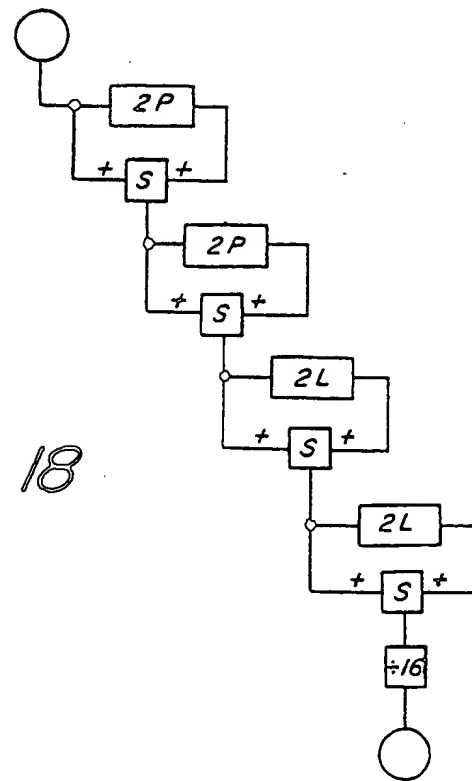 2P
+ S +
2P
+ S +
2L
+ S +
18
2L
+ S +
÷16